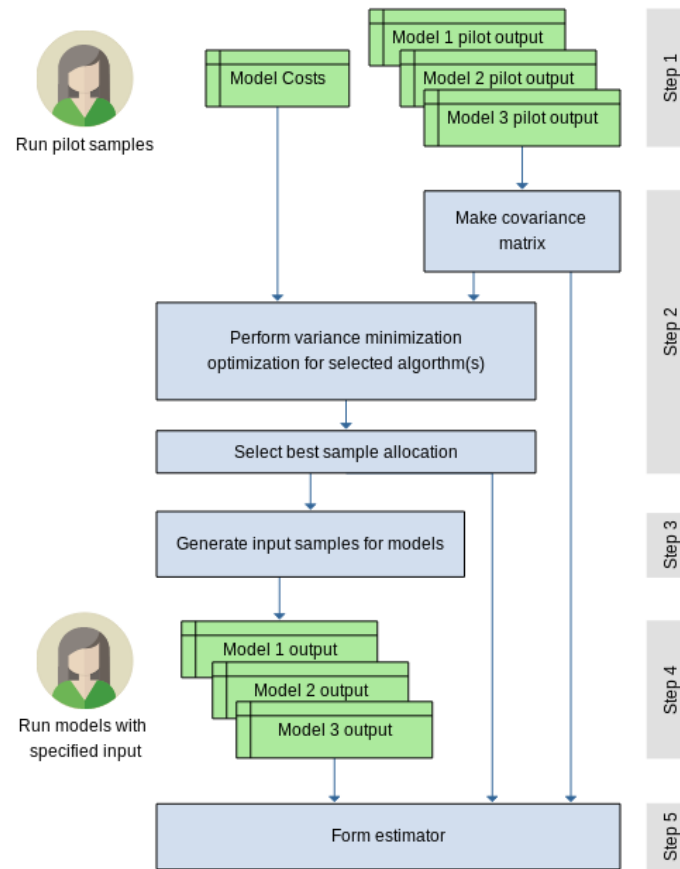 Model 1 pilot output
Model Costs
Model 2 pilot output
Model 3 pilot output
Run pilot samples
Step 1
Make covariance
matrix
Perform variance minimization
optimization for selected algorthm(s)
Select best sample allocation
Step 2
Generate input samples for models
Step 3
Model 1 output
Model 2 output
Model 3 output
Run models with
specified input
Step 4
Form estimator
Step 5